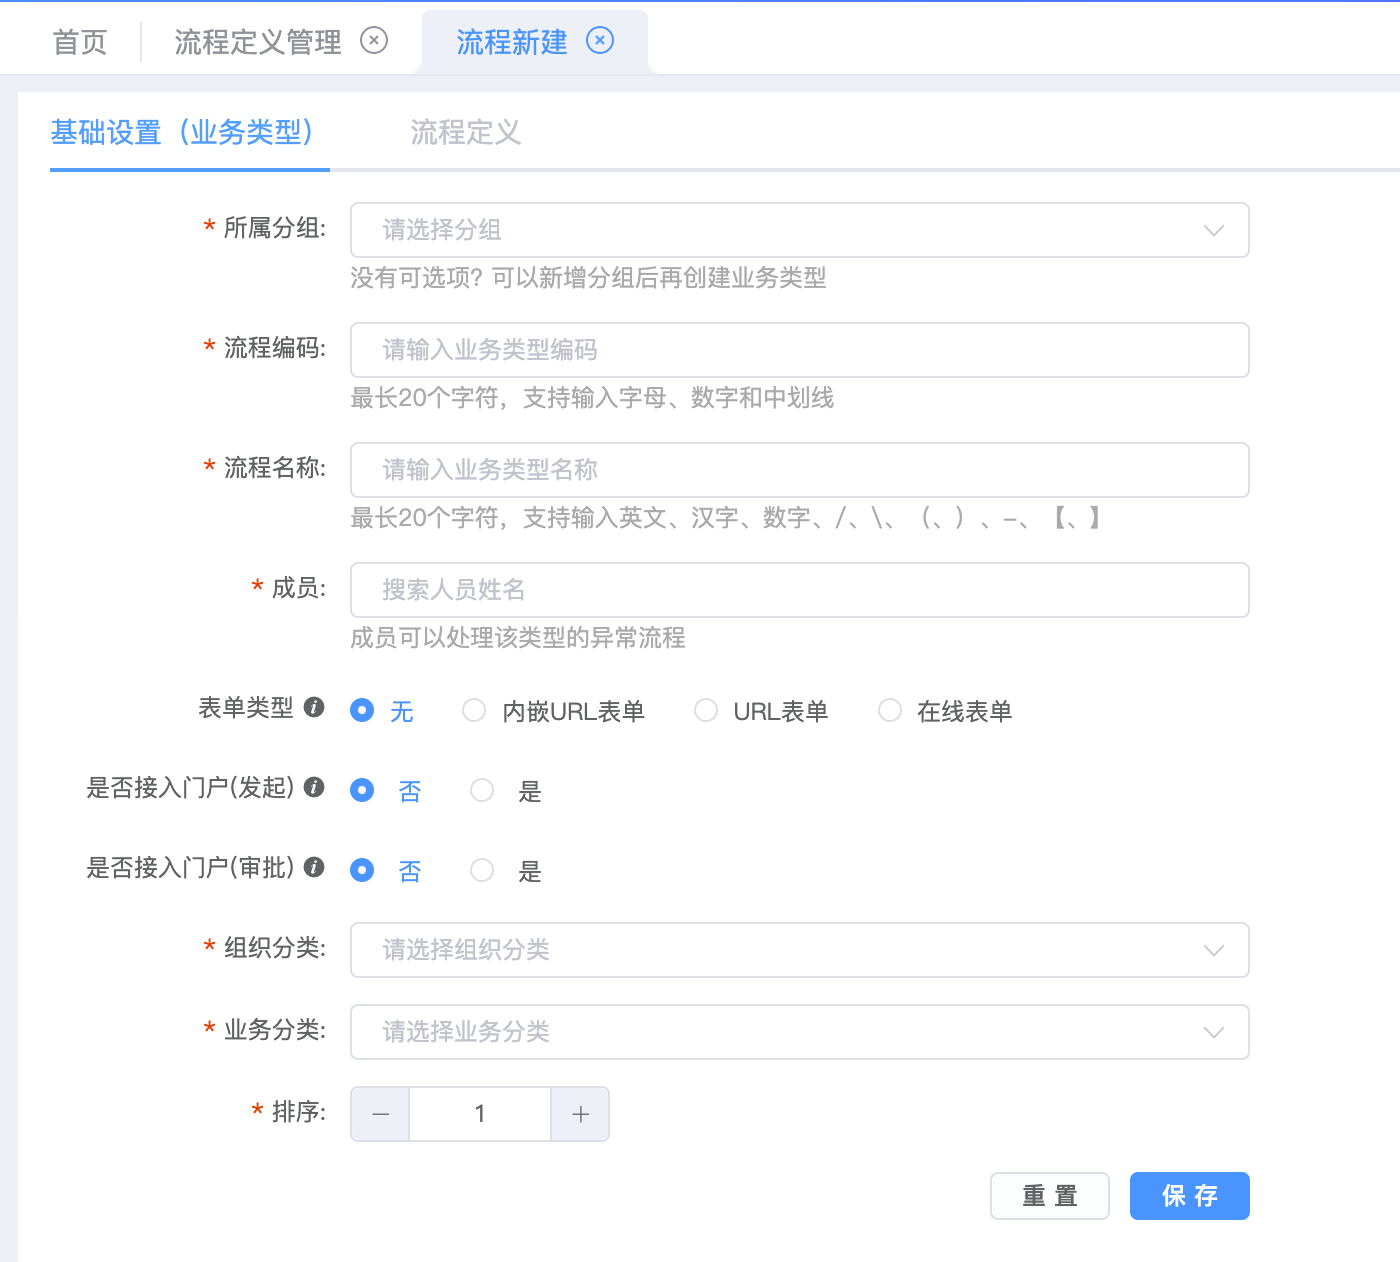 首页 流程定义管理 流程新建
基础设置（业务类型） 流程定义
* 所属分组: 请选择分组
没有可选项？可以新增分组后再创建业务类型
* 流程编码: 请输入业务类型编码
最长20个字符，支持输入字母、数字和中划线
* 流程名称: 请输入业务类型名称
最长20个字符，支持输入英文、汉字、数字、/、\、（、）、–、【、】
* 成员: 搜索人员姓名
成员可以处理该类型的异常流程
表单类型 无 内嵌URL表单 URL表单 在线表单
是否接入门户(发起) 否 是
是否接入门户(审批) 否 是
* 组织分类: 请选择组织分类
* 业务分类: 请选择业务分类
* 排序: — 1 +
重 置 保 存